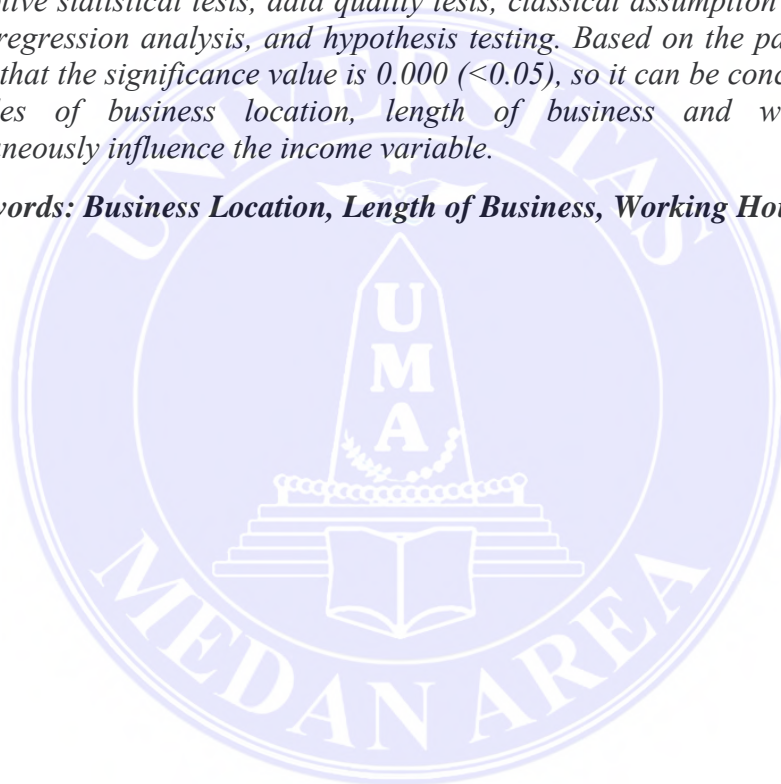 tive statistical tests, data quality tests, classical assumption
regression analysis, and hypothesis testing. Based on the pa
that the significance value is 0.000 (<0.05), so it can be conc
es of business location, length of business and w
neously influence the income variable.
words: Business Location, Length of Business, Working Hou
UNIVERSITAS
UMA
MEDAN AREA